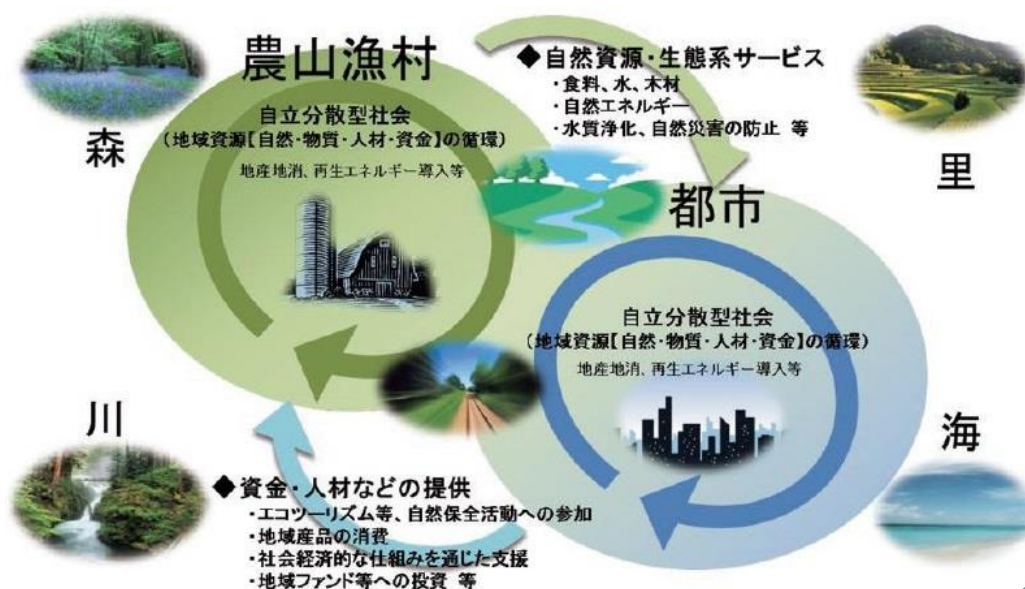 農山漁村
自立分散型社会
(地域資源【自然・物質・人材・資金】の循環)
地産地消、再生エネルギー導入等
◆自然資源・生態系サービス
・食料、水、木材
・自然エネルギー
・水質浄化、自然災害の防止 等
森
里
都市
自立分散型社会
(地域資源【自然・物質・人材・資金】の循環)
地産地消、再生エネルギー導入等
川
海
◆資金・人材などの提供
・エコツーリズム等、自然保全活動への参加
・地域産品の消費
・社会経済的な仕組みを通じた支援
・地域ファンド等への投資 等